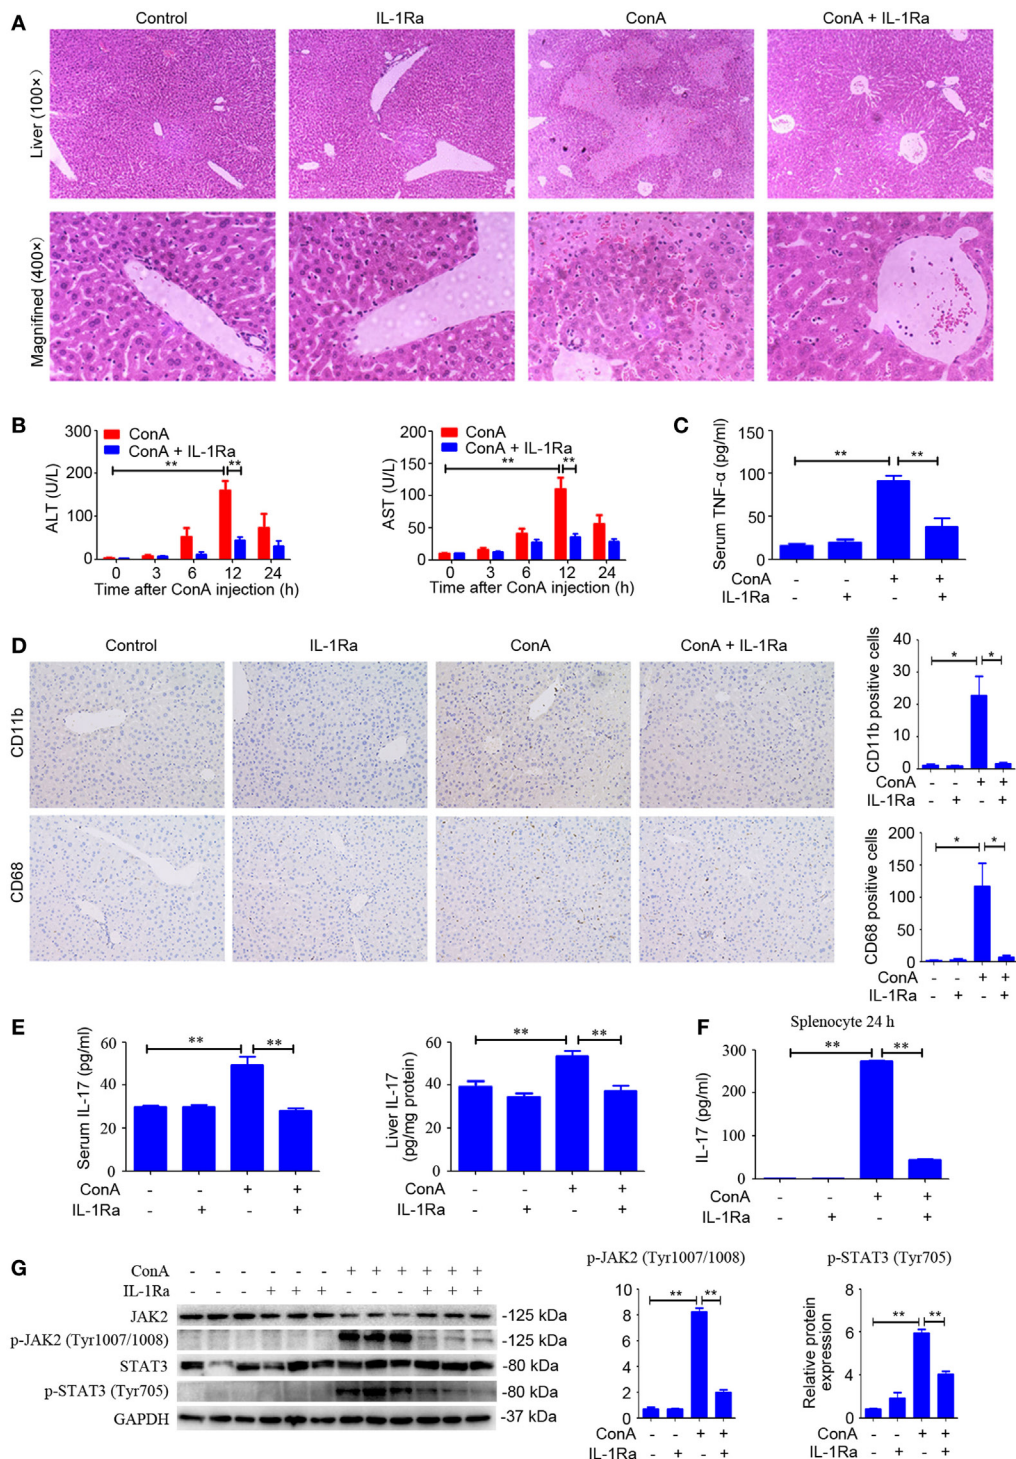 A
Control IL-1Ra ConA ConA + IL-1Ra
Liver (100×)
Magnifined (400×)
B
300
200
100
0
ALT (U/L)
ConA
ConA + IL-1Ra
** **
0 3 6 12 24
Time after ConA injection (h)
200
150
100
50
0
AST (U/L)
ConA
ConA + IL-1Ra
** **
0 3 6 12 24
Time after ConA injection (h)
C
150
100
50
0
Serum TNF-α (pg/ml)
** **
ConA - - + +
IL-1Ra - + - +
D
Control IL-1Ra ConA ConA + IL-1Ra
CD11b
CD68
40
30
20
10
0
CD11b positive cells
* *
ConA - - + +
IL-1Ra - + - +
200
150
100
50
0
CD68 positive cells
* *
ConA - - + +
IL-1Ra - + - +
E
60
40
20
0
Serum IL-17 (pg/ml)
** **
ConA - - + +
IL-1Ra - + - +
60
40
20
0
Liver IL-17
(pg/mg protein)
** **
ConA - - + +
IL-1Ra - + - +
F
Splenocyte 24 h
300
200
100
0
IL-17 (pg/ml)
** **
ConA - - + +
IL-1Ra - + - +
G
ConA - - - - - - + + + + + +
IL-1Ra - - - + + + - - - + + +
JAK2 -125 kDa
p-JAK2 (Tyr1007/1008) -125 kDa
STAT3 -80 kDa
p-STAT3 (Tyr705) -80 kDa
GAPDH -37 kDa
p-JAK2 (Tyr1007/1008)
10
8
6
4
2
0
** **
ConA - - + +
IL-1Ra - + - +
p-STAT3 (Tyr705)
8
6
4
2
0
Relative protein
expression
** **
ConA - - + +
IL-1Ra - + - +